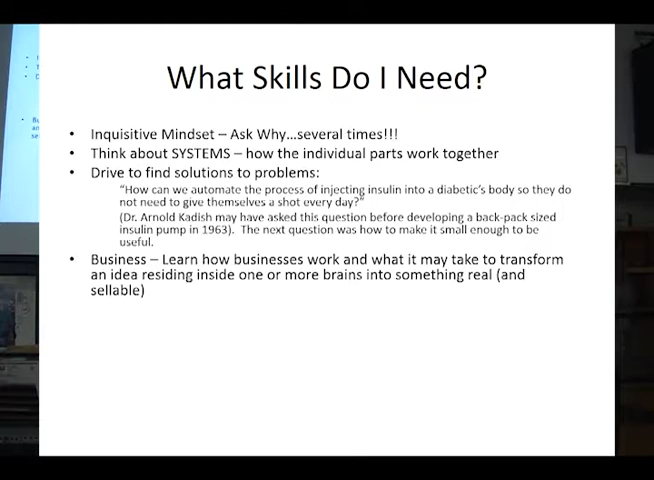 What Skills Do I Need?
• Inquisitive Mindset – Ask Why…several times!!!
• Think about SYSTEMS – how the individual parts work together
• Drive to find solutions to problems:
"How can we automate the process of injecting insulin into a diabetic's body so they do
not need to give themselves a shot every day?"
(Dr. Arnold Kadish may have asked this question before developing a back-pack sized
insulin pump in 1963). The next question was how to make it small enough to be
useful.
• Business – Learn how businesses work and what it may take to transform
an idea residing inside one or more brains into something real (and
sellable)